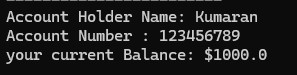 Account Holder Name: Kumaran
Account Number : 123456789
your current Balance: $1000.0